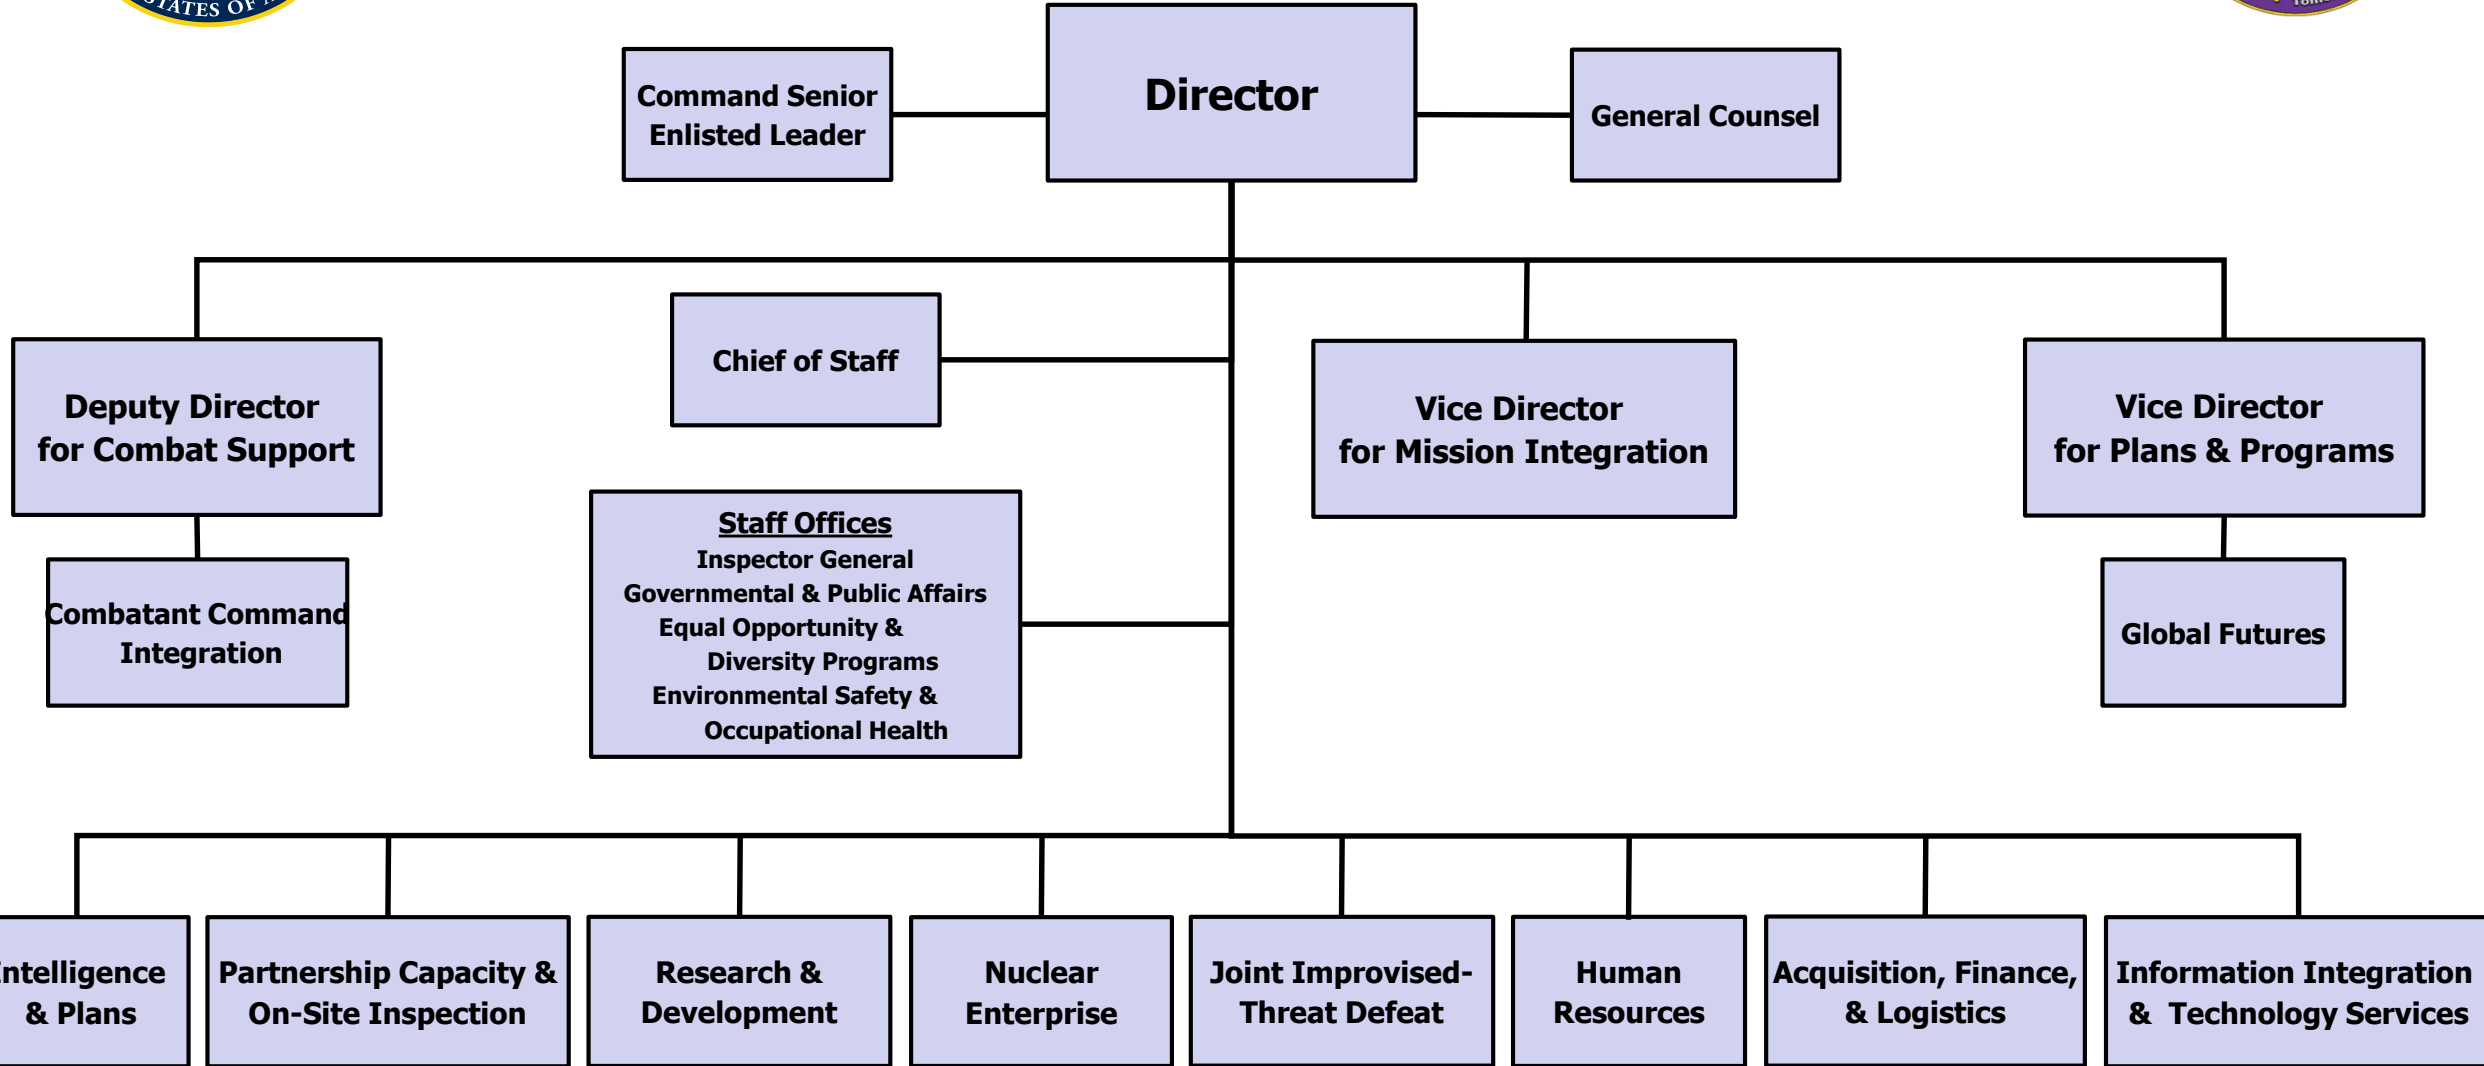 STATES OF
Director
Command Senior
Enlisted Leader
General Counsel
Chief of Staff
Deputy Director
for Combat Support
Vice Director
for Mission Integration
Vice Director
for Plans & Programs
Staff Offices
Inspector General
Governmental & Public Affairs
Equal Opportunity &
Diversity Programs
Environmental Safety &
Occupational Health
Combatant Command
Integration
Global Futures
Intelligence
& Plans
Partnership Capacity &
On-Site Inspection
Research &
Development
Nuclear
Enterprise
Joint Improvised-
Threat Defeat
Human
Resources
Acquisition, Finance,
& Logistics
Information Integration
& Technology Services